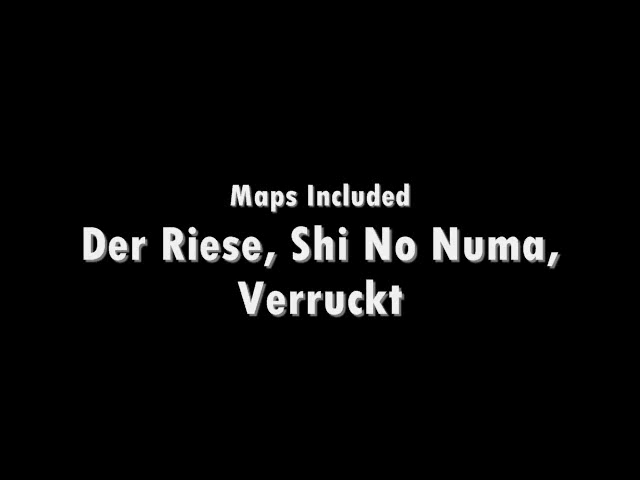 Maps Included
Der Riese, Shi No Numa,
Verruckt